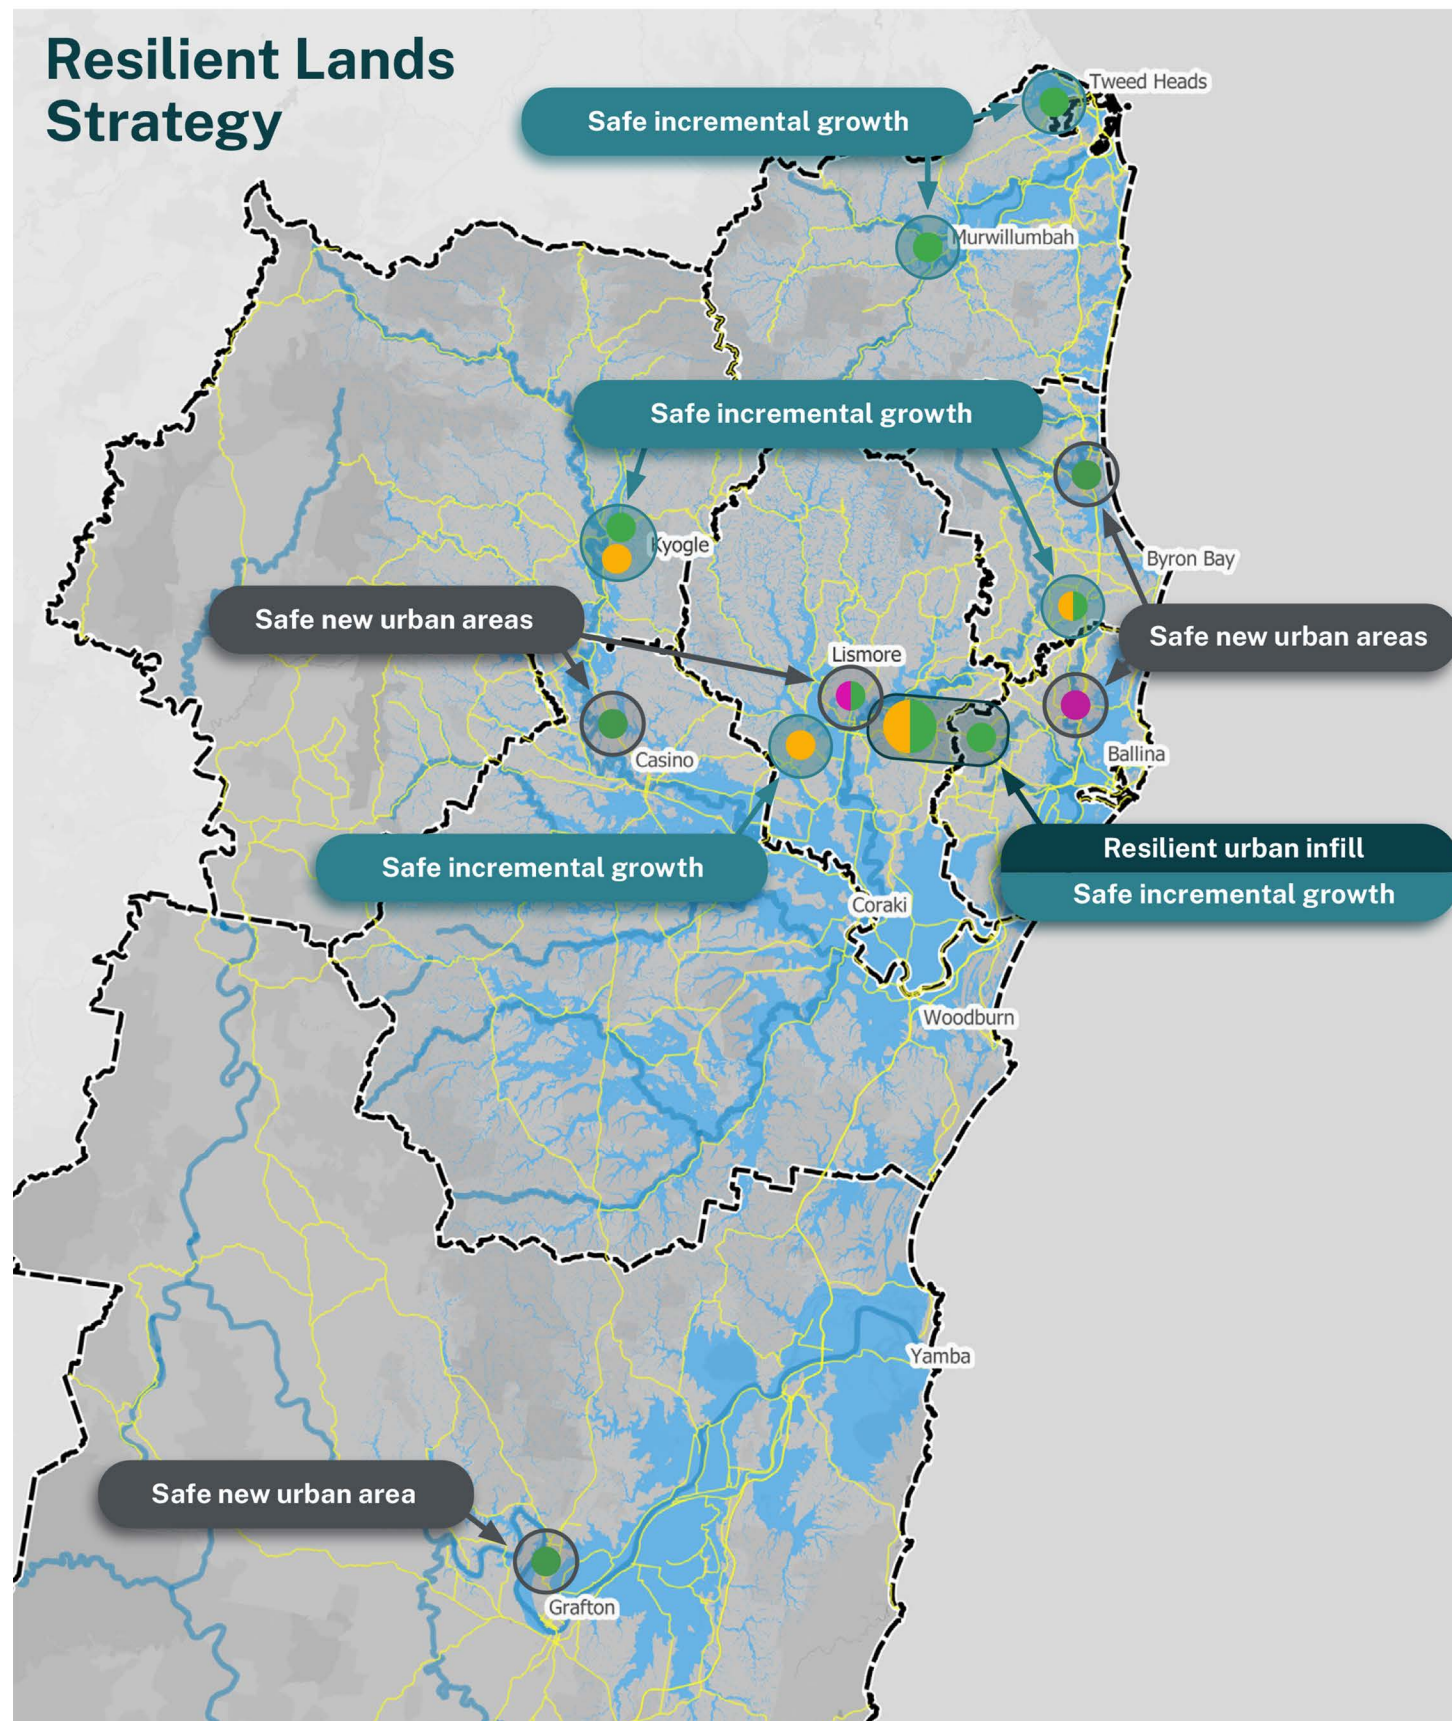 Resilient Lands
Strategy
Tweed Heads
Safe incremental growth
Murwillumbah
Safe incremental growth
Kyogle
Byron Bay
Safe new urban areas
Safe new urban areas
Lismore
Casino
Ballina
Resilient urban infill
Safe incremental growth
Safe incremental growth
Coraki
Woodburn
Yamba
Safe new urban area
Grafton